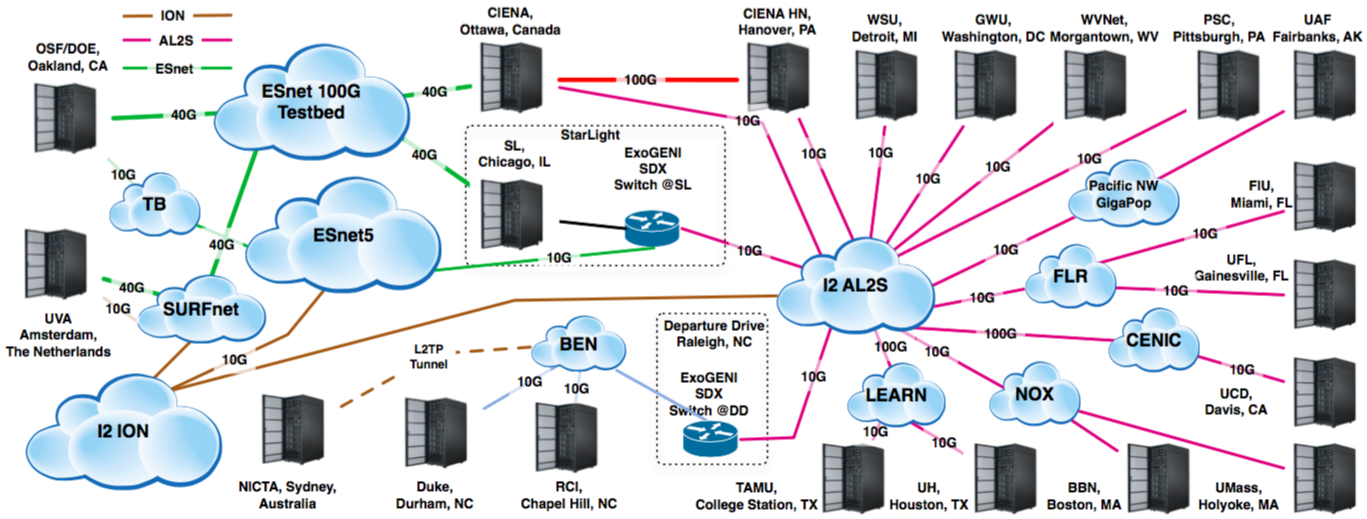 ION
AL2S
ESnet
OSF/DOE,
Oakland, CA
CIENA,
Ottawa, Canada
CIENA HN,
Hanover, PA
WSU,
Detroit, MI
GWU,
Washington, DC
WVNet,
Morgantown, WV
PSC,
Pittsburgh, PA
UAF
Fairbanks, AK
ESnet 100G
Testbed
40G
40G
40G
100G
10G
StarLight
SL,
Chicago, IL
ExoGENI
SDX
Switch @SL
10G
10G
10G
10G
10G
10G
TB
40G
ESnet5
10G
10G
Pacific NW
GigaPop
10G
FIU,
Miami, FL
10G
UVA
Amsterdam,
The Netherlands
40G
10G
SURFnet
I2 AL2S
10G
FLR
10G
UFL,
Gainesville, FL
10G
Departure Drive
Raleigh, NC
ExoGENI
SDX
Switch @DD
10G
100G
CENIC
10G
UCD,
Davis, CA
L2TP
Tunnel
BEN
10G
10G
10G
100G
10G
LEARN
NOX
10G
10G
I2 ION
NICTA, Sydney,
Australia
Duke,
Durham, NC
RCI,
Chapel Hill, NC
TAMU,
College Station, TX
UH,
Houston, TX
BBN,
Boston, MA
UMass,
Holyoke, MA